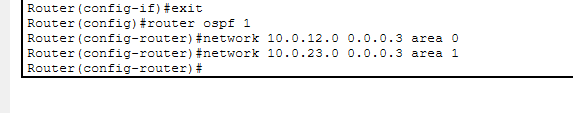 Router(config-if)#exit
Router(config)#router ospf 1
Router(config-router)#network 10.0.12.0 0.0.0.3 area 0
Router(config-router)#network 10.0.23.0 0.0.0.3 area 1
Router(config-router)#